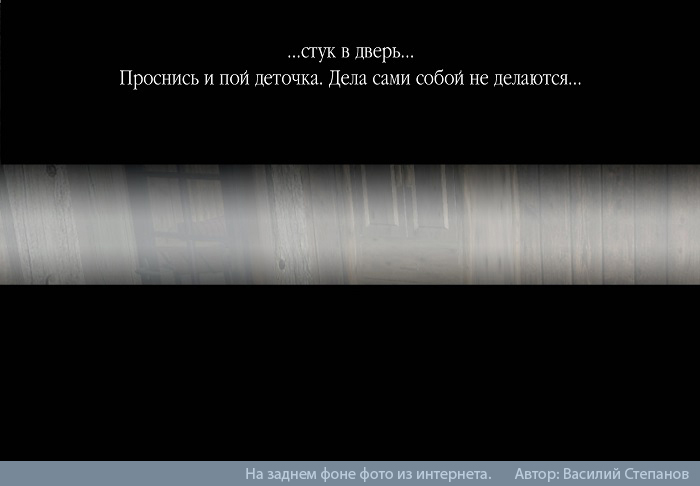 ...стук в дверь...
Проснись и пой деточка. Дела сами собой не делаются...
На заднем фоне фото из интернета. Автор: Василий Степанов